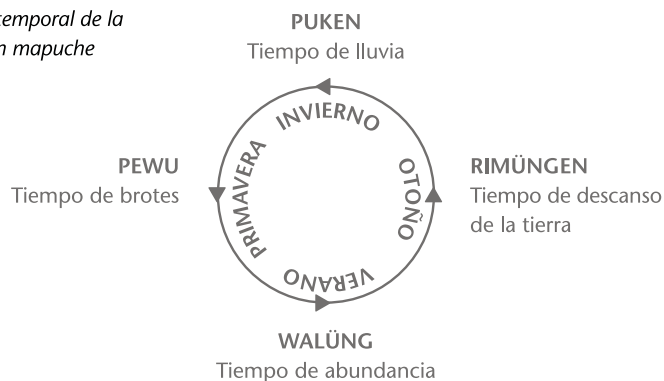 temporal de la
mapuche
PUKEN
Tiempo de lluvia
INVIERNO
PEWU
Tiempo de brotes
PRIMAVERA
OTOÑO
RIMÜNGEN
Tiempo de descanso
de la tierra
VERANO
WALÜNG
Tiempo de abundancia